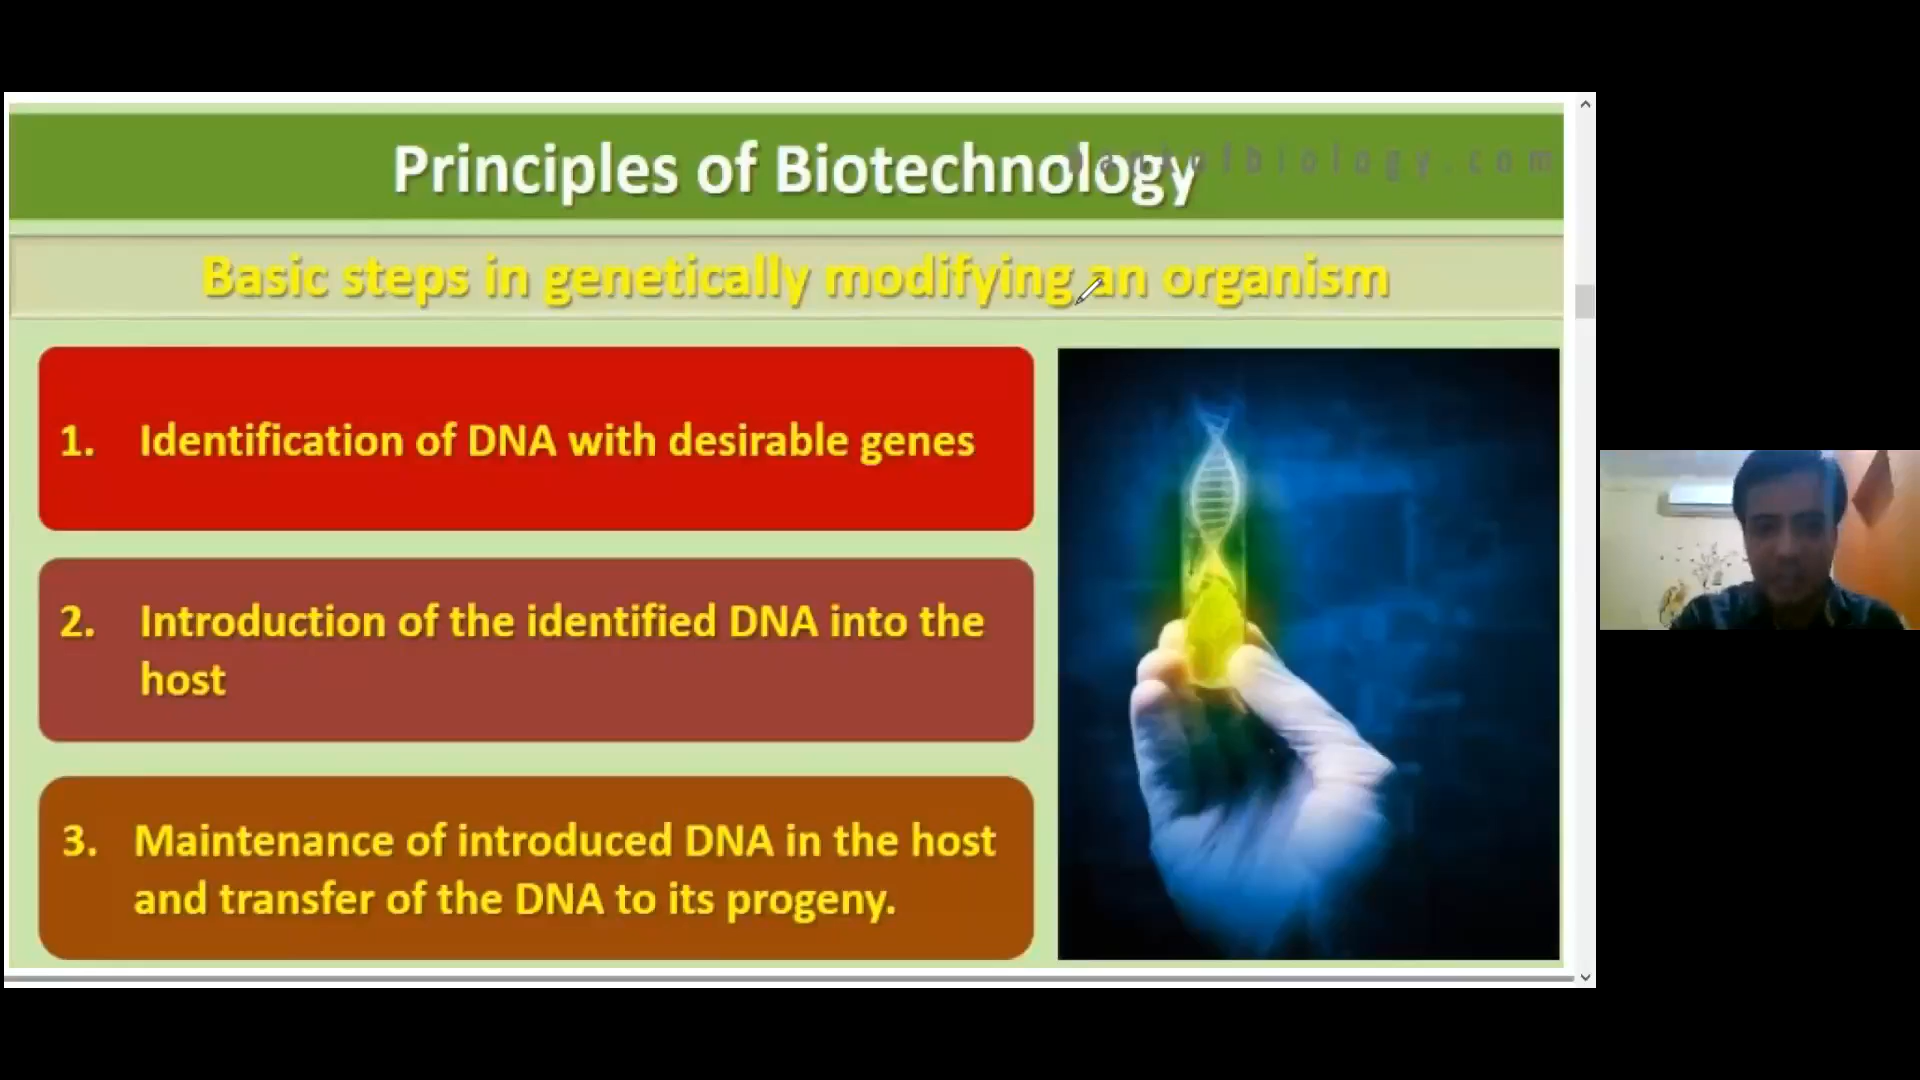 Principles of Biotechnology
ofbiology.com
Basic steps in genetically modifying an organism
1. Identification of DNA with desirable genes
2. Introduction of the identified DNA into the
host
3. Maintenance of introduced DNA in the host
and transfer of the DNA to its progeny.